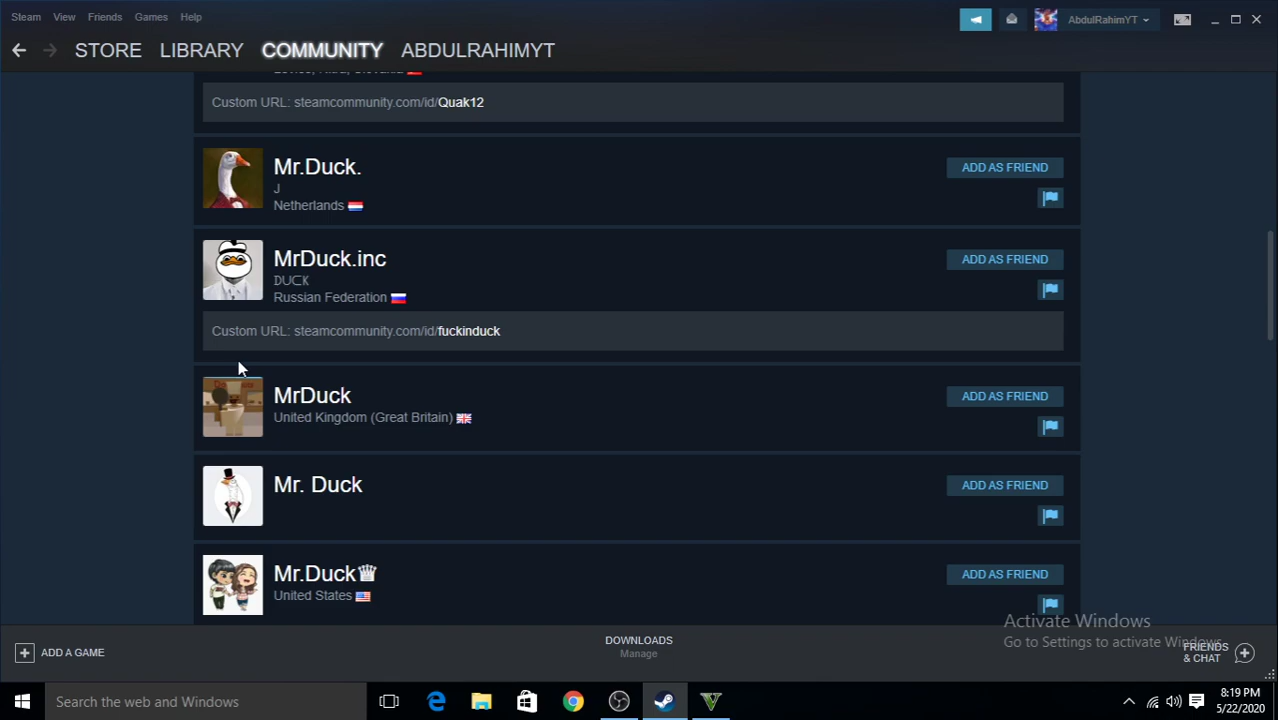 Steam View Friends Games Help
AbdulRahimYT
STORE LIBRARY COMMUNITY ABDULRAHIMYT
Custom URL: steamcommunity.com/id/Quak12
Mr.Duck.
ADD AS FRIEND
J
Netherlands
MrDuck.inc
ADD AS FRIEND
DUCK
Russian Federation
Custom URL: steamcommunity.com/id/fuckinduck
MrDuck
ADD AS FRIEND
United Kingdom (Great Britain)
Mr. Duck
ADD AS FRIEND
Mr.Duck♛
ADD AS FRIEND
United States
Activate Windows
Go to Settings to activate Windows.
ADD A GAME
DOWNLOADS
Manage
FRIENDS
& CHAT
Search the web and Windows
8:19 PM
5/22/2020